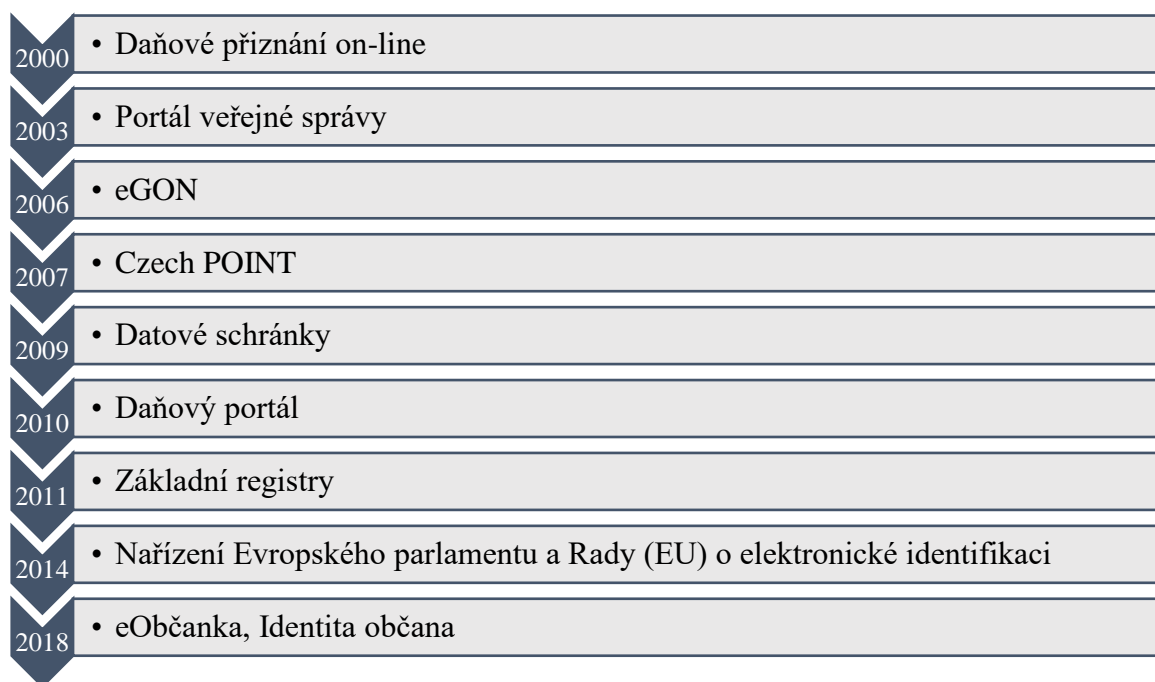 2000 • Daňové přiznání on-line
2003 • Portál veřejné správy
2006 • eGON
2007 • Czech POINT
2009 • Datové schránky
2010 • Daňový portál
2011 • Základní registry
2014 • Nařízení Evropského parlamentu a Rady (EU) o elektronické identifikaci
2018 • eObčanka, Identita občana